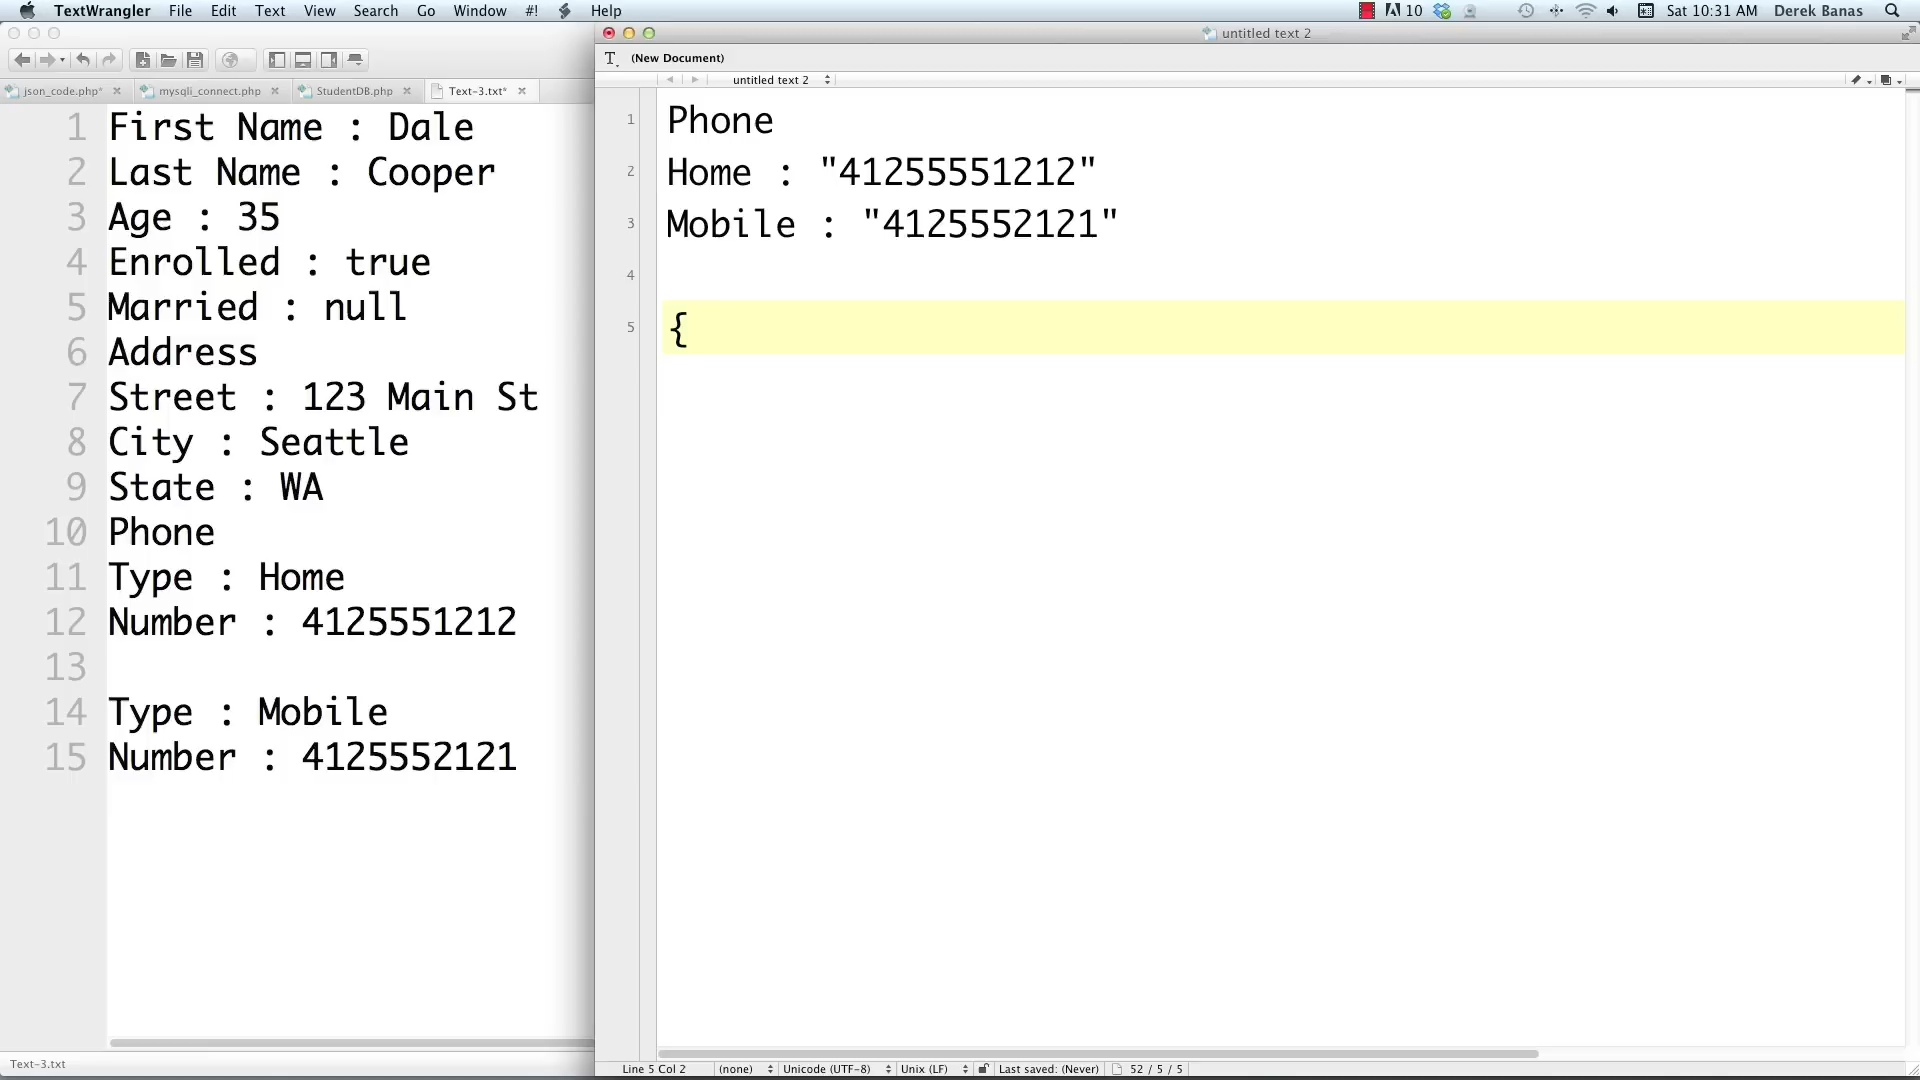 TextWrangler File Edit Text View Search Go Window #! Help 10 Sat 10:31 AM Derek Banas
untitled text 2
(New Document)
untitled text 2
json_code.php* mysqli_connect.php StudentDB.php Text-3.txt*
1 First Name : Dale
2 Last Name : Cooper
3 Age : 35
4 Enrolled : true
5 Married : null
6 Address
7 Street : 123 Main St
8 City : Seattle
9 State : WA
10 Phone
11 Type : Home
12 Number : 4125551212
13
14 Type : Mobile
15 Number : 4125552121
Text-3.txt
1 Phone
2 Home : "41255551212"
3 Mobile : "4125552121"
4
5 {
Line 5 Col 2 (none) Unicode (UTF-8) Unix (LF) Last saved: (Never) 52 / 5 / 5